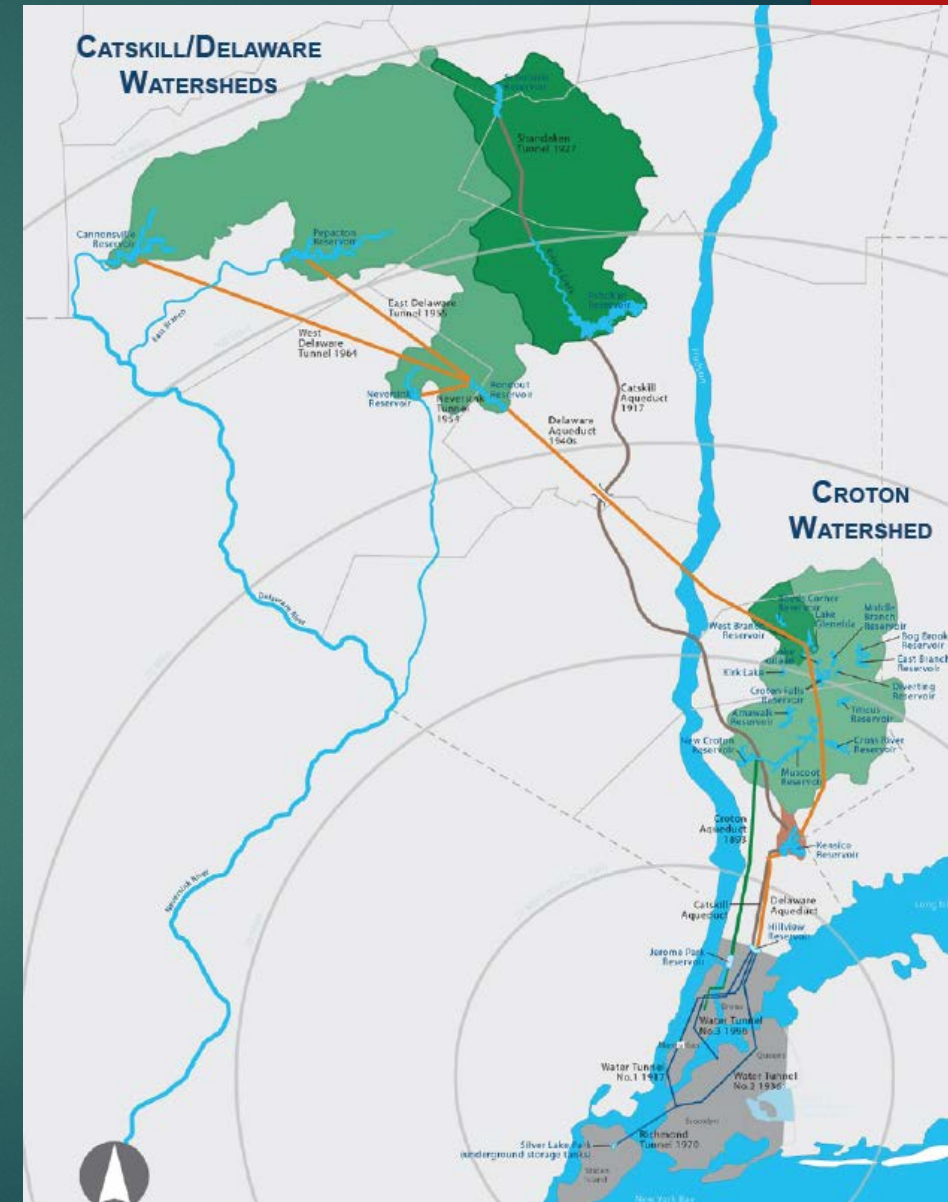 CATSKILL/DELAWARE
WATERSHEDS
Reservoir
Shandaken
Tunnel 1927
Cannonsville
Reservoir
Pepacton
Reservoir
Reservoir
East Delaware
Tunnel 1955
East Branch
West
Delaware
Tunnel 1964
Neversink
Reservoir
Neversink
Tunnel
1954
Rondout
Reservoir
Catskill
Aqueduct
1917
Delaware
Aqueduct
1940s
CROTON
WATERSHED
Delaware River
Boyds Corner
Reservoir
Lake
Gleneida
Middle
Branch
Reservoir
West Branch
Reservoir
Bog Brook
Reservoir
East Branch
Reservoir
Kirk Lake
Croton Falls
Reservoir
Diverting
Reservoir
Amawalk
Reservoir
Titicus
Reservoir
New Croton
Reservoir
Cross River
Reservoir
Muscoot
Reservoir
Croton
Aqueduct
1893
Kensico
Reservoir
Neversink River
Catskill
Aqueduct
Delaware
Aqueduct
Hillview
Reservoir
Jerome Park
Reservoir
Bronx
Water Tunnel
No.3 1998
Queens
Water Tunnel
No.1 1917
Water Tunnel
No.2 1936
Brooklyn
Silver Lake Park
(underground storage tanks)
Richmond
Tunnel 1970
Staten
Island
New York Bay